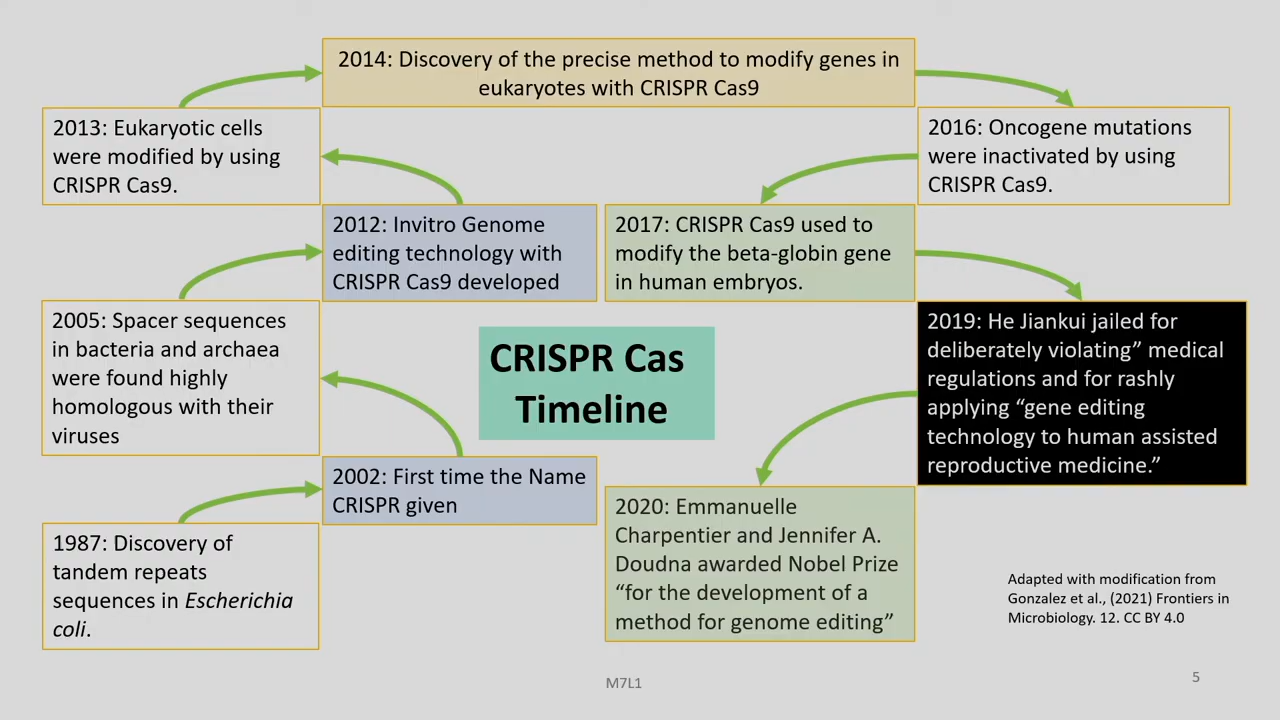 2014: Discovery of the precise method to modify genes in
eukaryotes with CRISPR Cas9
2013: Eukaryotic cells
were modified by using
CRISPR Cas9.
2016: Oncogene mutations
were inactivated by using
CRISPR Cas9.
2012: Invitro Genome
editing technology with
CRISPR Cas9 developed
2017: CRISPR Cas9 used to
modify the beta-globin gene
in human embryos.
2005: Spacer sequences
in bacteria and archaea
were found highly
homologous with their
viruses
CRISPR Cas
Timeline
2019: He Jiankui jailed for
deliberately violating” medical
regulations and for rashly
applying “gene editing
technology to human assisted
reproductive medicine.”
2002: First time the Name
CRISPR given
2020: Emmanuelle
Charpentier and Jennifer A.
Doudna awarded Nobel Prize
“for the development of a
method for genome editing”
1987: Discovery of
tandem repeats
sequences in Escherichia
coli.
Adapted with modification from
Gonzalez et al., (2021) Frontiers in
Microbiology. 12. CC BY 4.0
M7L1
5